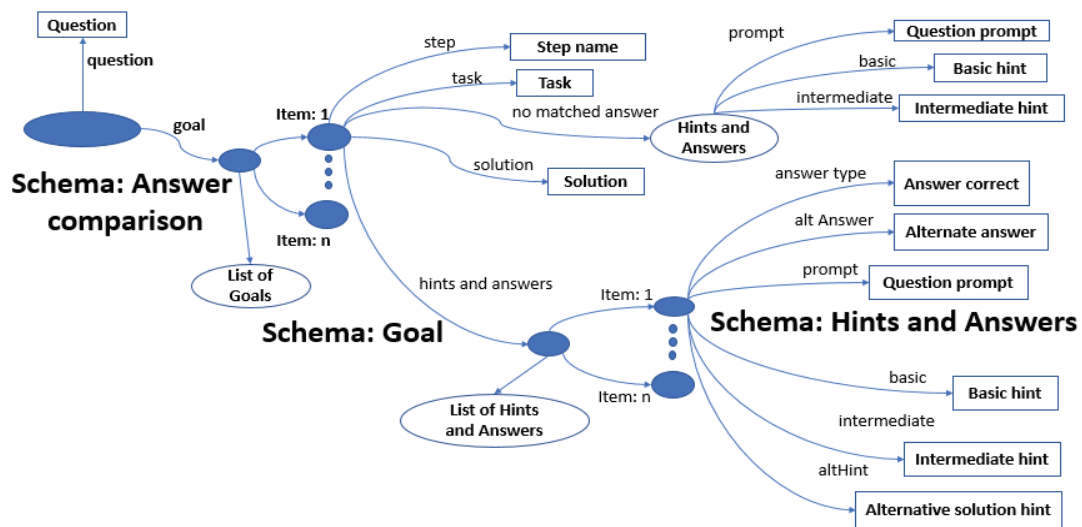 Question
question
goal
Schema: Answer
comparison
List of
Goals
Item: 1
Item: n
step
Step name
task
Task
no matched answer
Hints and
Answers
solution
Solution
prompt
Question prompt
basic
Basic hint
intermediate
Intermediate hint
hints and answers
Schema: Goal
List of Hints
and Answers
Item: 1
Item: n
Schema: Hints and Answers
answer type
Answer correct
alt Answer
Alternate answer
prompt
Question prompt
basic
Basic hint
intermediate
Intermediate hint
altHint
Alternative solution hint